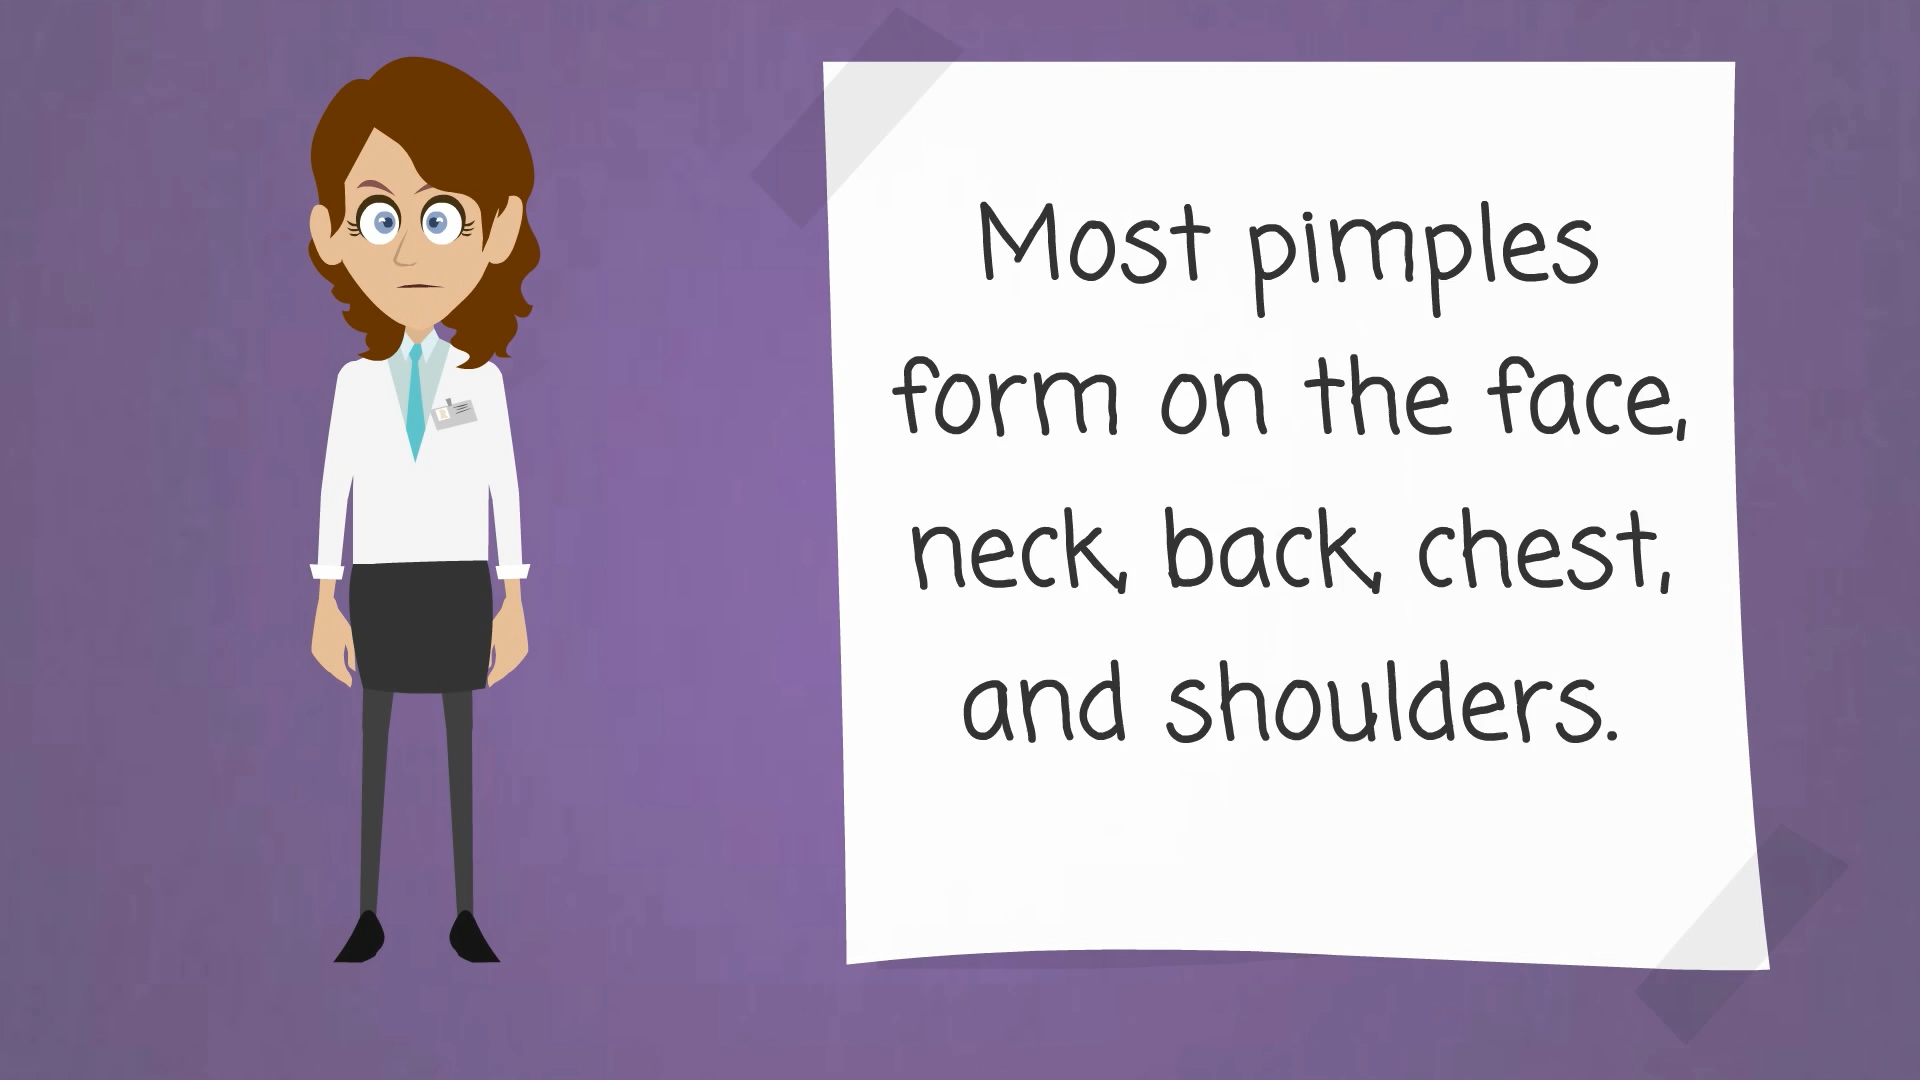 Most pimples
form on the face,
neck, back, chest,
and shoulders.